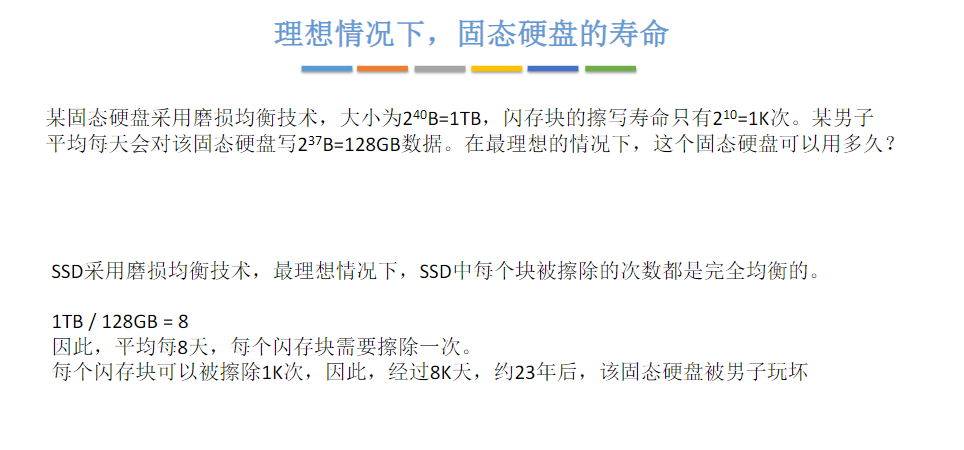 理想情况下，固态硬盘的寿命
某固态硬盘采用磨损均衡技术，大小为2⁴⁰B=1TB，闪存块的擦写寿命只有2¹⁰=1K次。某男子
平均每天会对该固态硬盘写2³⁷B=128GB数据。在最理想的情况下，这个固态硬盘可以用多久？
SSD采用磨损均衡技术，最理想情况下，SSD中每个块被擦除的次数都是完全均衡的。
1TB / 128GB = 8
因此，平均每8天，每个闪存块需要擦除一次。
每个闪存块可以被擦除1K次，因此，经过8K天，约23年后，该固态硬盘被男子玩坏